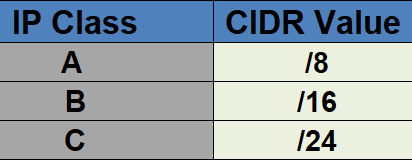 IP Class CIDR Value
A /8
B /16
C /24